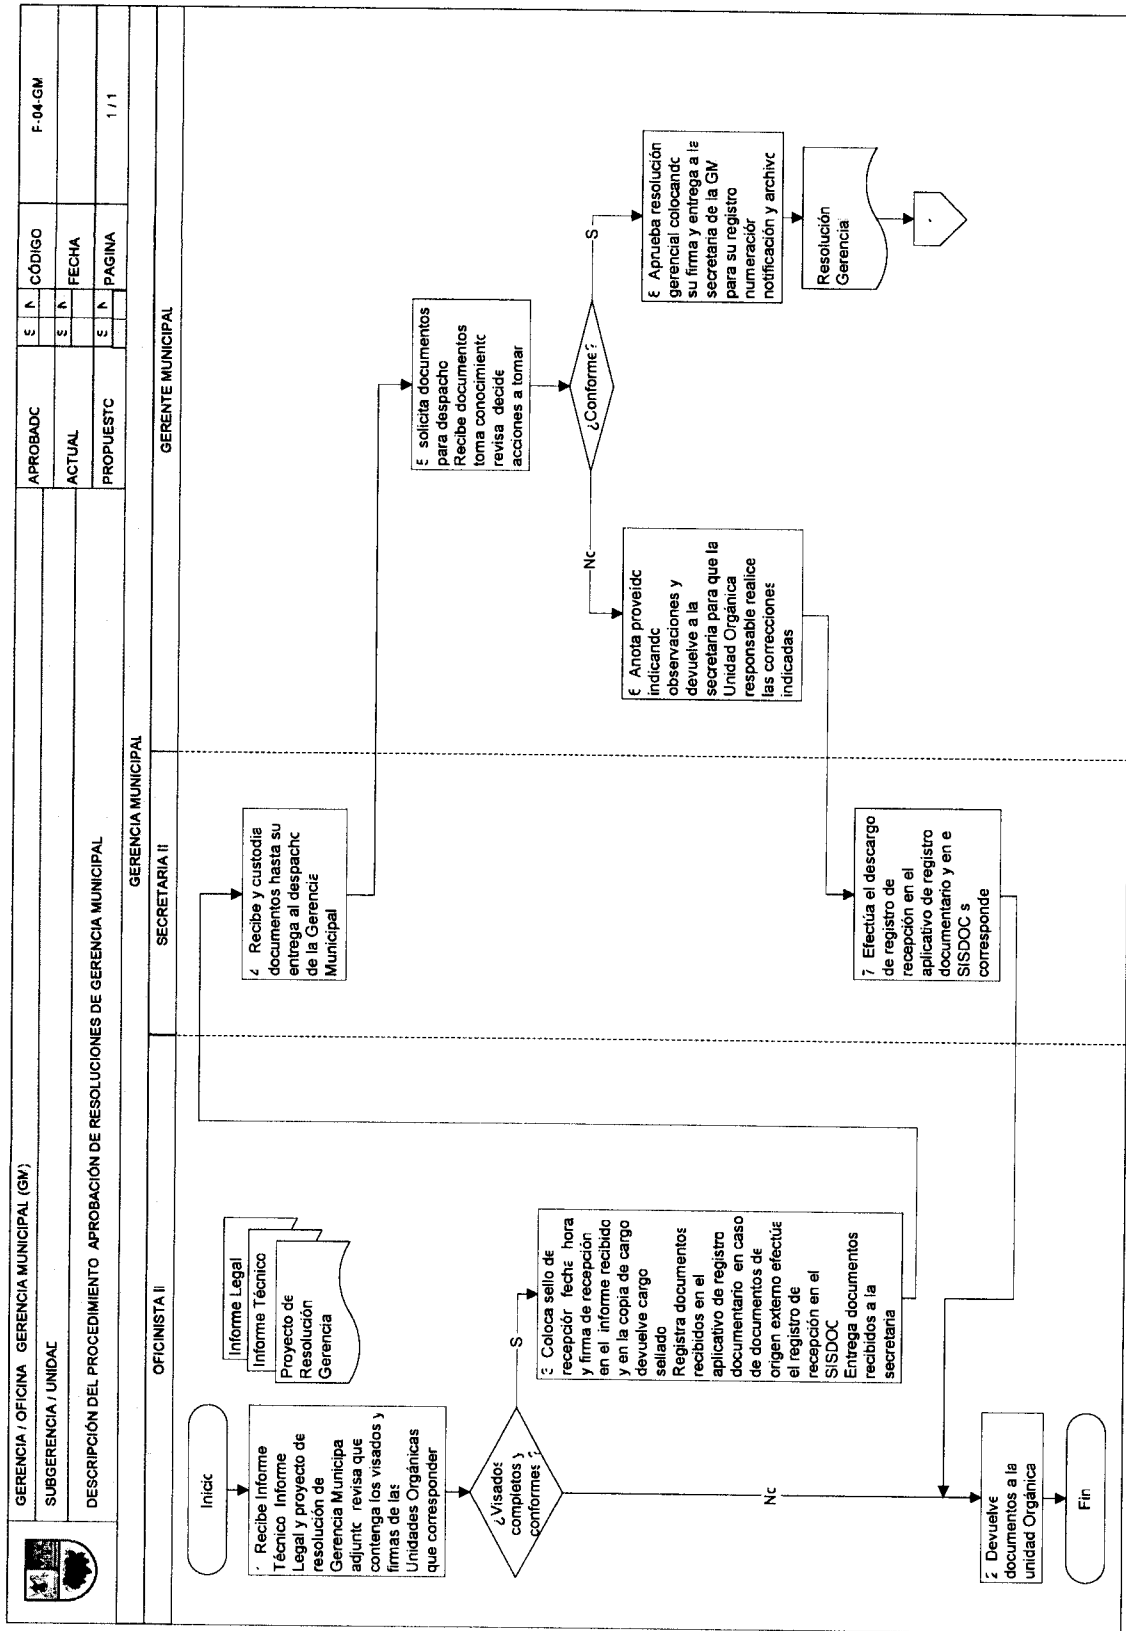 GERENCIA / OFICINA GERENCIA MUNICIPAL (GM)
SUBGERENCIA / UNIDAD
DESCRIPCIÓN DEL PROCEDIMIENTO APROBACIÓN DE RESOLUCIONES DE GERENCIA MUNICIPAL
APROBADO
S N
CÓDIGO
F-04-GM
ACTUAL
S N
FECHA
PROPUESTO
S N
PAGINA
1 / 1
GERENCIA MUNICIPAL
OFICINISTA II
SECRETARIA II
GERENTE MUNICIPAL
Inicio
Informe Legal
Informe Técnico
Proyecto de
Resolución
Gerencia
Recibe Informe
Técnico Informe
Legal y proyecto de
resolución de
Gerencia Municipa
adjunto revisa que
contenga los visados y
firmas de las
Unidades Orgánicas
que corresponder
¿Visados
completos y
conformes?
S
No
3 Coloca sello de
recepción fecha hora
y firma de recepción
en el informe recibido
y en la copia de cargo
devuelve cargo
sellado
Registra documentos
recibidos en el
aplicativo de registro
documentario en caso
de documentos de
origen externo efectúa
el registro de
recepción en el
SISDOC
Entrega documentos
recibidos a la
secretaria
2 Devuelve
documentos a la
unidad Orgánica
Fin
4 Recibe y custodia
documentos hasta su
entrega al despacho
de la Gerencia
Municipal
7 Efectúa el descargo
de registro de
recepción en el
aplicativo de registro
documentario y en e
SISDOC s
corresponde
5 solicita documentos
para despacho
Recibe documentos
toma conocimiento
revisa decide
acciones a tomar
¿Conforme?
No
S
6 Anota proveido
indicando
observaciones y
devuelve a la
secretaria para que la
Unidad Orgánica
responsable realice
las correcciones
indicadas
8 Aprueba resolución
gerencial colocando
su firma y entrega a la
secretaria de la GM
para su registro
numeración
notificación y archivo
Resolución
Gerencia